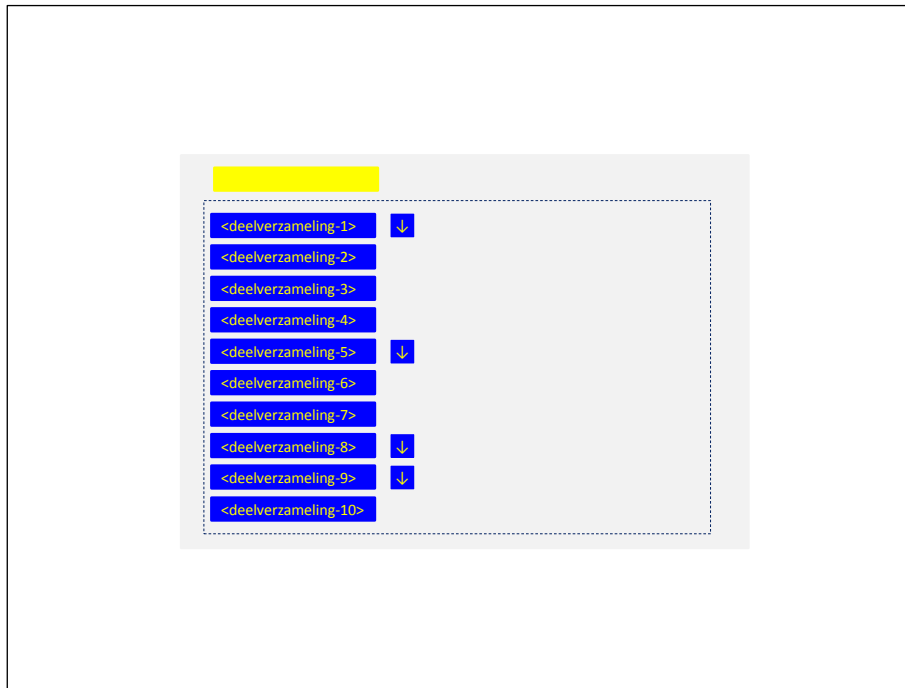 <deelverzameling-1> ↓
<deelverzameling-2>
<deelverzameling-3>
<deelverzameling-4>
<deelverzameling-5> ↓
<deelverzameling-6>
<deelverzameling-7>
<deelverzameling-8> ↓
<deelverzameling-9> ↓
<deelverzameling-10>